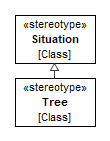 «stereotype»
Situation
[Class]
«stereotype»
Tree
[Class]